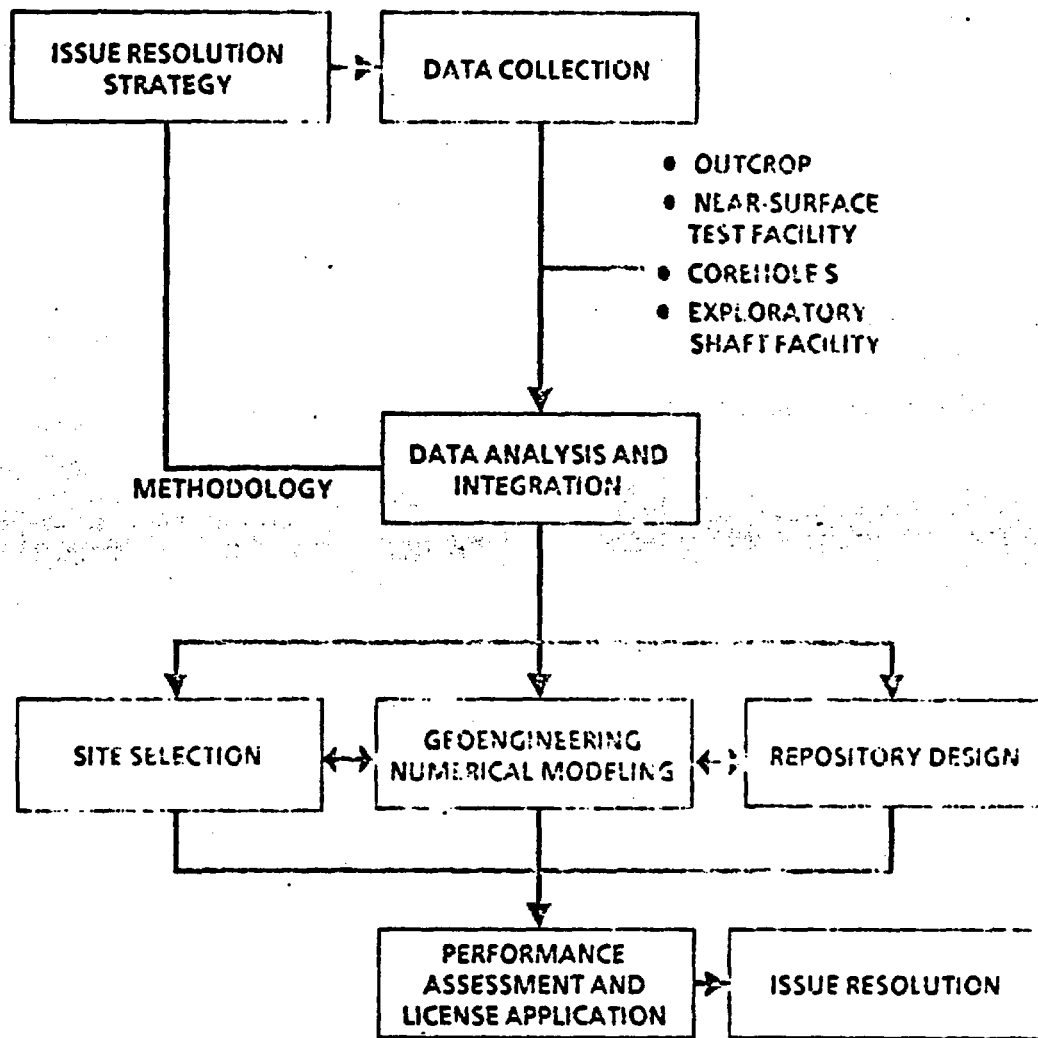 ISSUE RESOLUTION
STRATEGY
DATA COLLECTION
• OUTCROP
• NEAR-SURFACE
TEST FACILITY
• COREHOLES
• EXPLORATORY
SHAFT FACILITY
DATA ANALYSIS AND
INTEGRATION
METHODOLOGY
SITE SELECTION
GEOENGINEERING
NUMERICAL MODELING
REPOSITORY DESIGN
PERFORMANCE
ASSESSMENT AND
LICENSE APPLICATION
ISSUE RESOLUTION